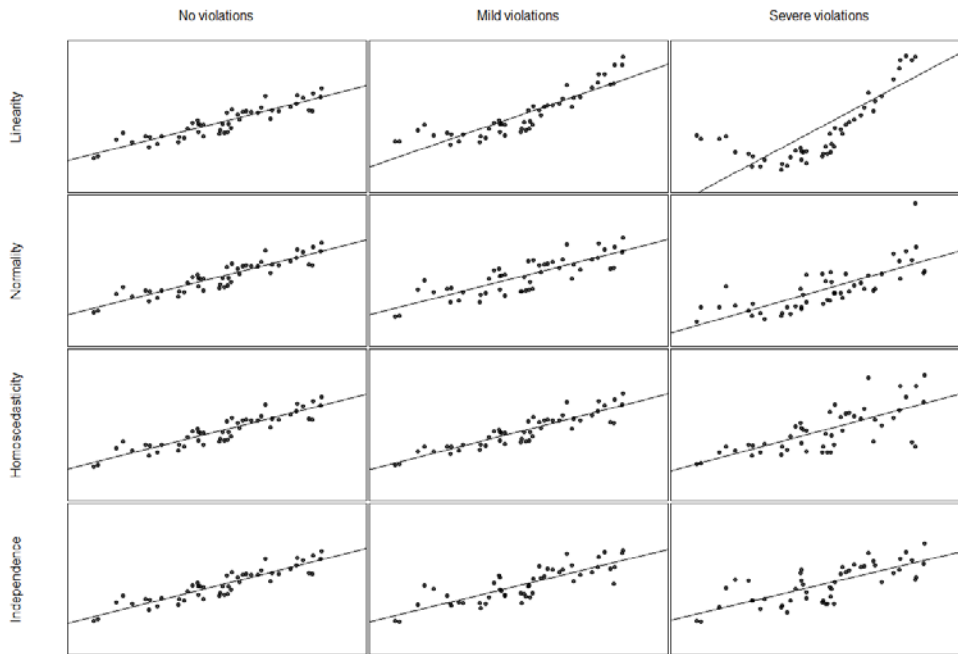 No violations
Mild violations
Severe violations
Linearity
Normality
Homoscedasticity
Independence